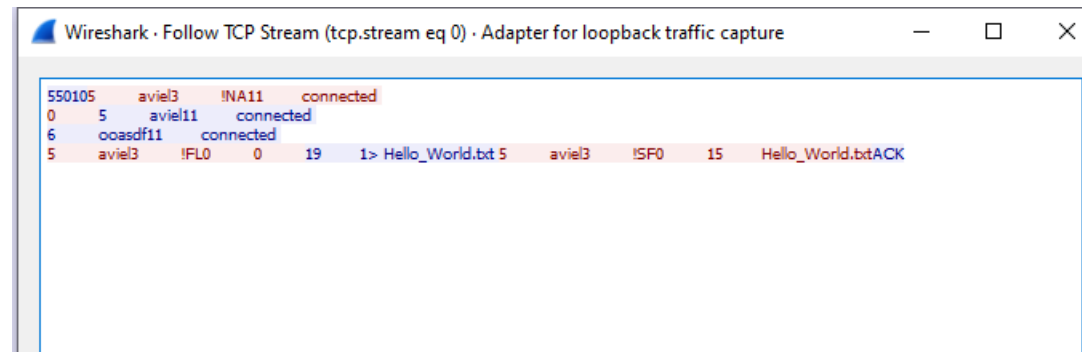 Wireshark · Follow TCP Stream (tcp.stream eq 0) · Adapter for loopback traffic capture
550105 aviel3 !NA11 connected
0 5 aviel11 connected
6 ooasdf11 connected
5 aviel3 !FL0 0 19 1> Hello_World.txt 5 aviel3 !SF0 15 Hello_World.txtACK